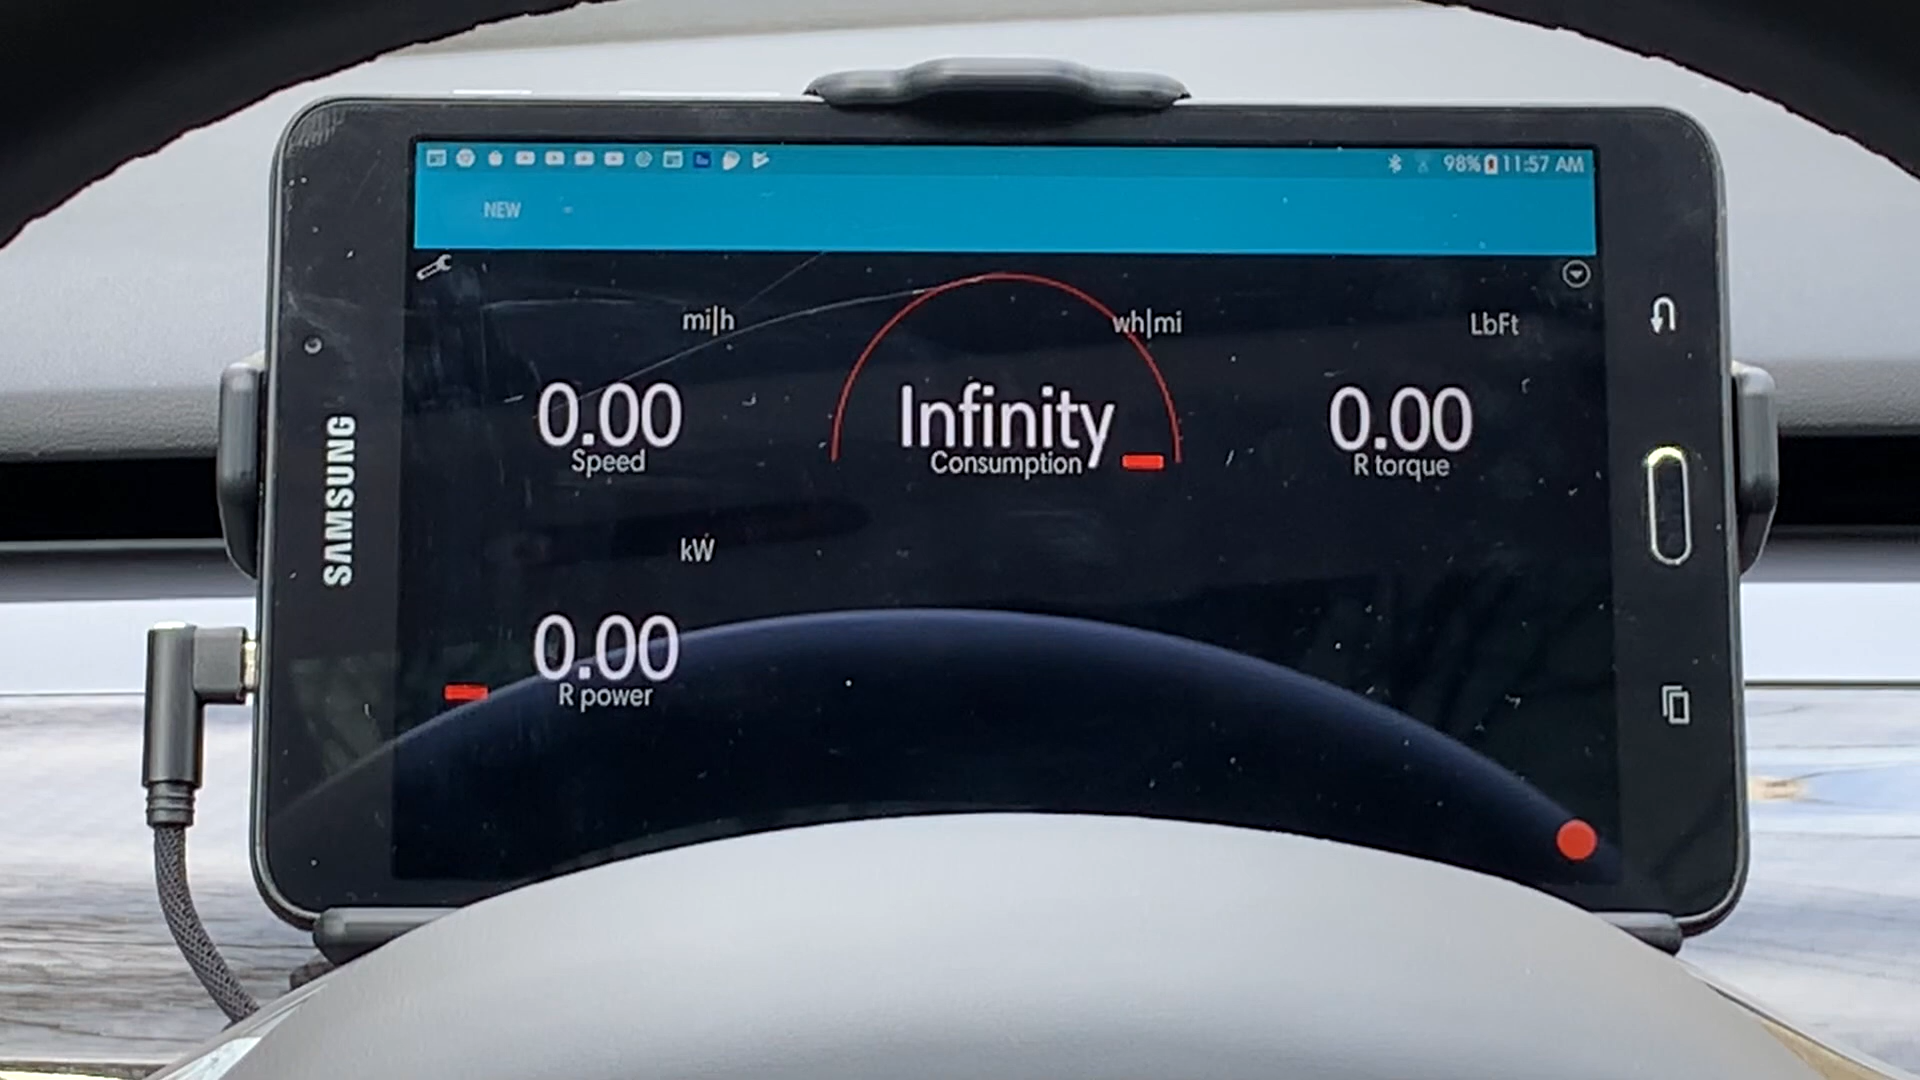 98% 11:57 AM
NEW
mi|h
wh|mi
LbFt
0.00
Infinity
0.00
Speed
Consumption
R torque
kW
0.00
R power
SAMSUNG